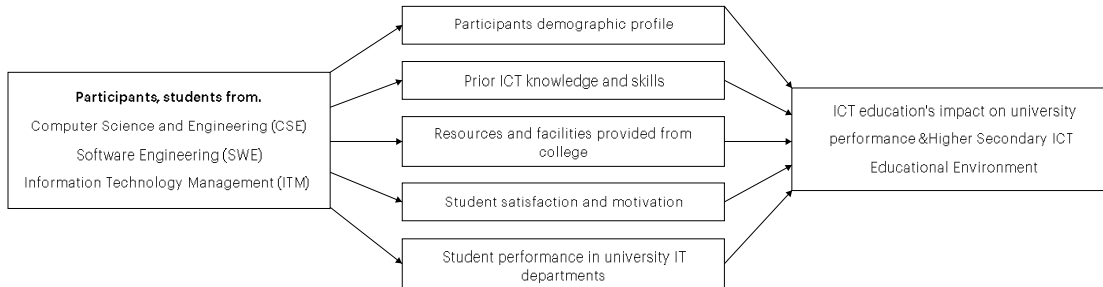 Participants, students from.
Computer Science and Engineering (CSE)
Software Engineering (SWE)
Information Technology Management (ITM)
Participants demographic profile
Prior ICT knowledge and skills
Resources and facilities provided from
college
Student satisfaction and motivation
Student performance in university IT
departments
ICT education's impact on university
performance &Higher Secondary ICT
Educational Environment